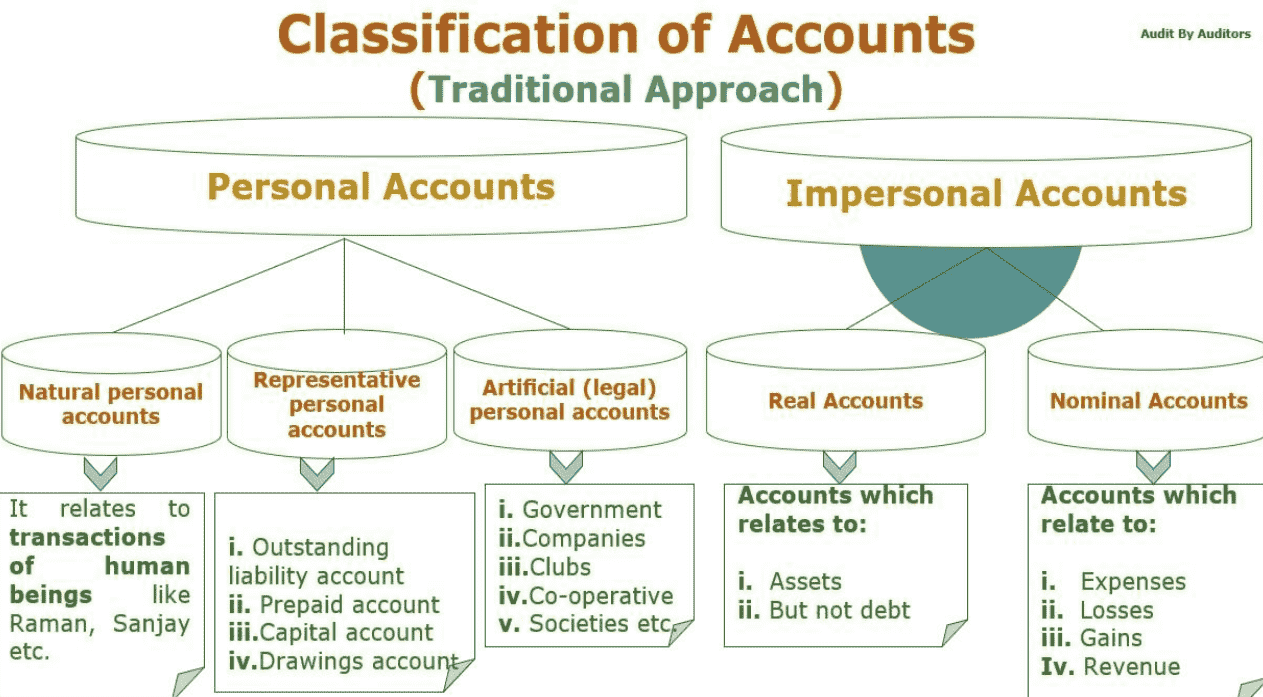 Classification of Accounts
Audit By Auditors
(Traditional Approach)
Personal Accounts
Impersonal Accounts
Natural personal
accounts
Representative
personal
accounts
Artificial (legal)
personal accounts
Real Accounts
Nominal Accounts
It relates to
transactions
of human
beings like
Raman, Sanjay
etc.
i. Outstanding
liability account
ii. Prepaid account
iii.Capital account
iv.Drawings account
i. Government
ii.Companies
iii.Clubs
iv.Co-operative
v. Societies etc.
Accounts which
relates to:
i. Assets
ii. But not debt
Accounts which
relate to:
i. Expenses
ii. Losses
iii. Gains
Iv. Revenue